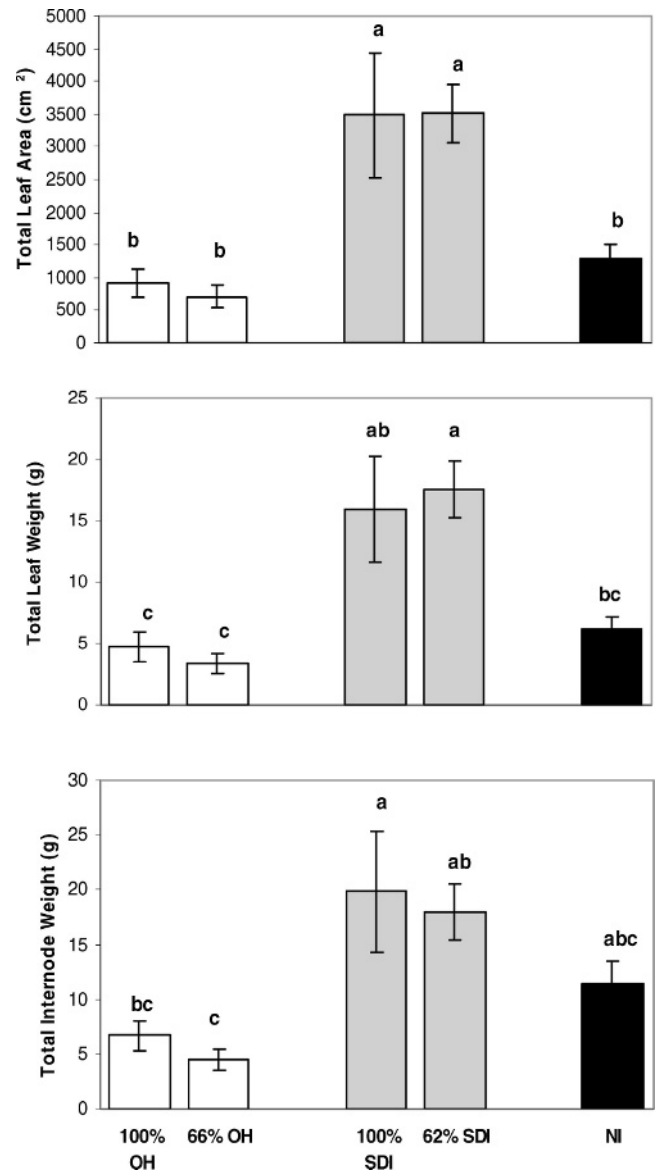 Total Leaf Area (cm ²)
5000
4500
4000
3500
3000
2500
2000
1500
1000
500
0
b
b
a
a
b
Total Leaf Weight (g)
25
20
15
10
5
0
c
c
ab
a
bc
Total Internode Weight (g)
30
25
20
15
10
5
0
bc
c
a
ab
abc
100%
OH
66% OH
100%
SDI
62% SDI
NI